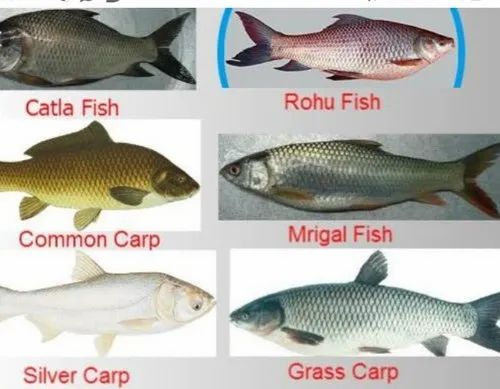 Catla Fish
Rohu Fish
Common Carp
Mrigal Fish
Silver Carp
Grass Carp